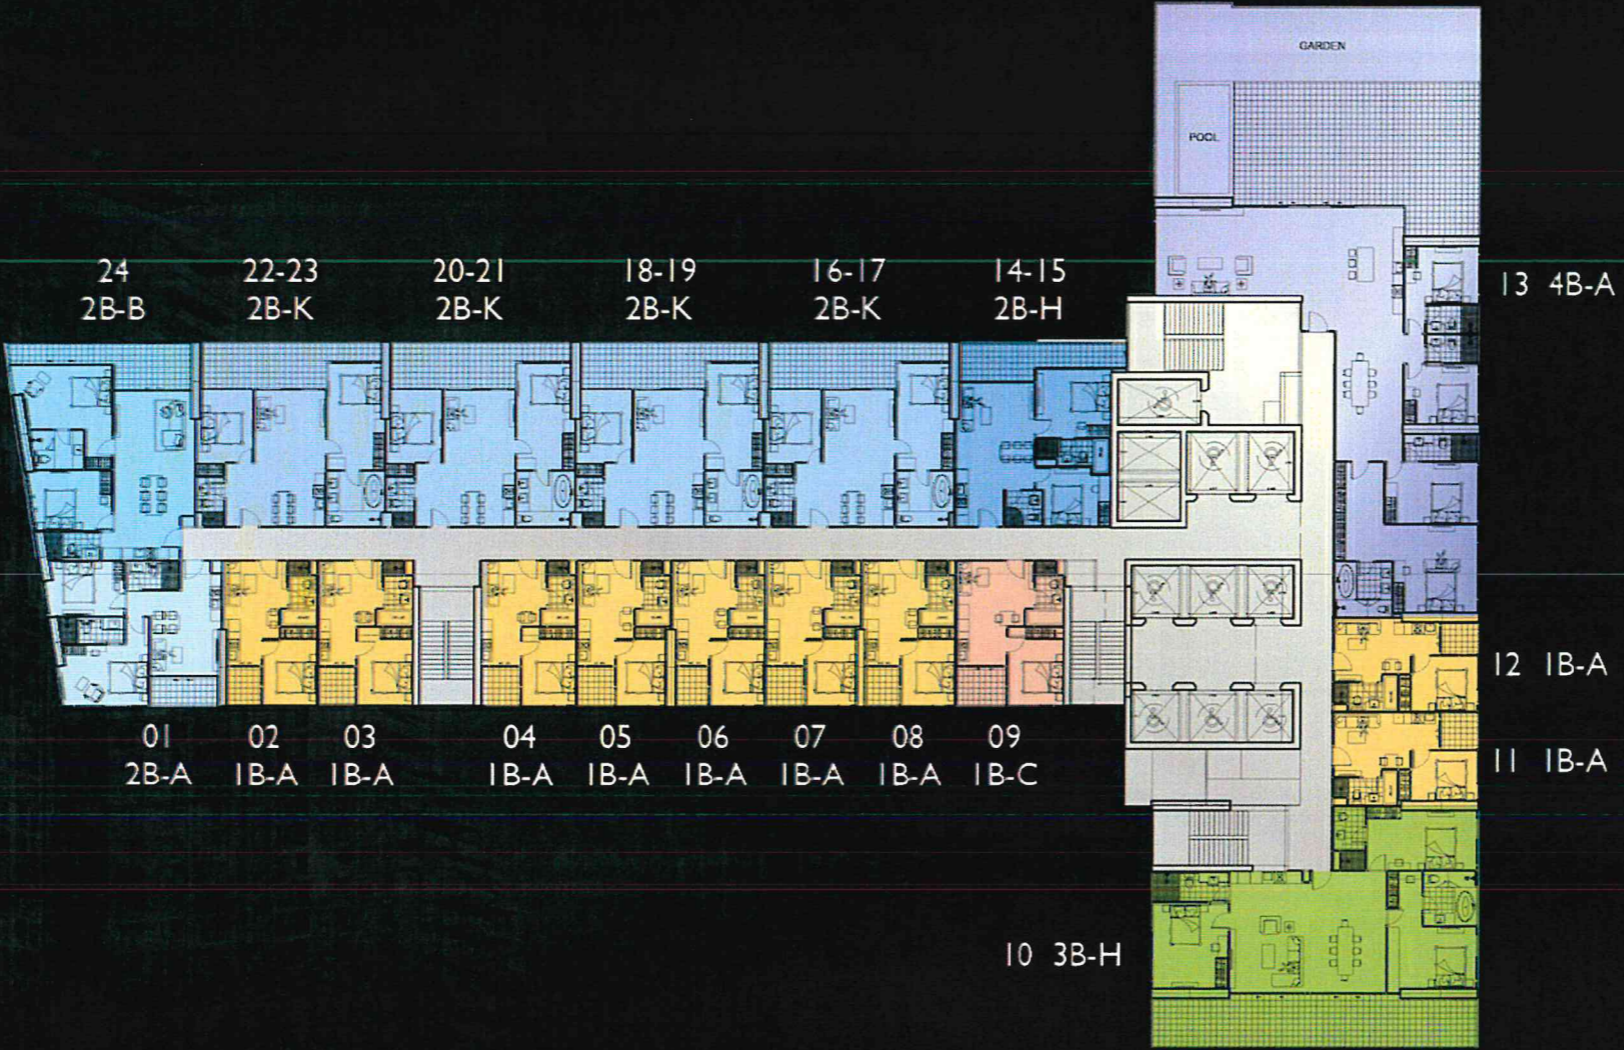 GARDEN
POOL
24
2B-B
22-23
2B-K
20-21
2B-K
18-19
2B-K
16-17
2B-K
14-15
2B-H
13 4B-A
12 1B-A
11 1B-A
01
2B-A
02
1B-A
03
1B-A
04
1B-A
05
1B-A
06
1B-A
07
1B-A
08
1B-A
09
1B-C
10 3B-H